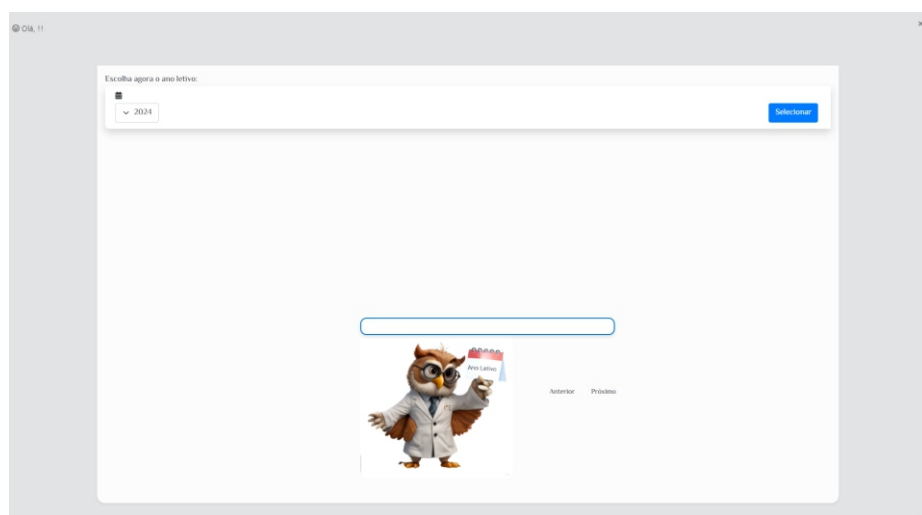 Olá, !!
Escolha agora o ano letivo:
2024
Selecionar
Ano Letivo
Anterior Próximo